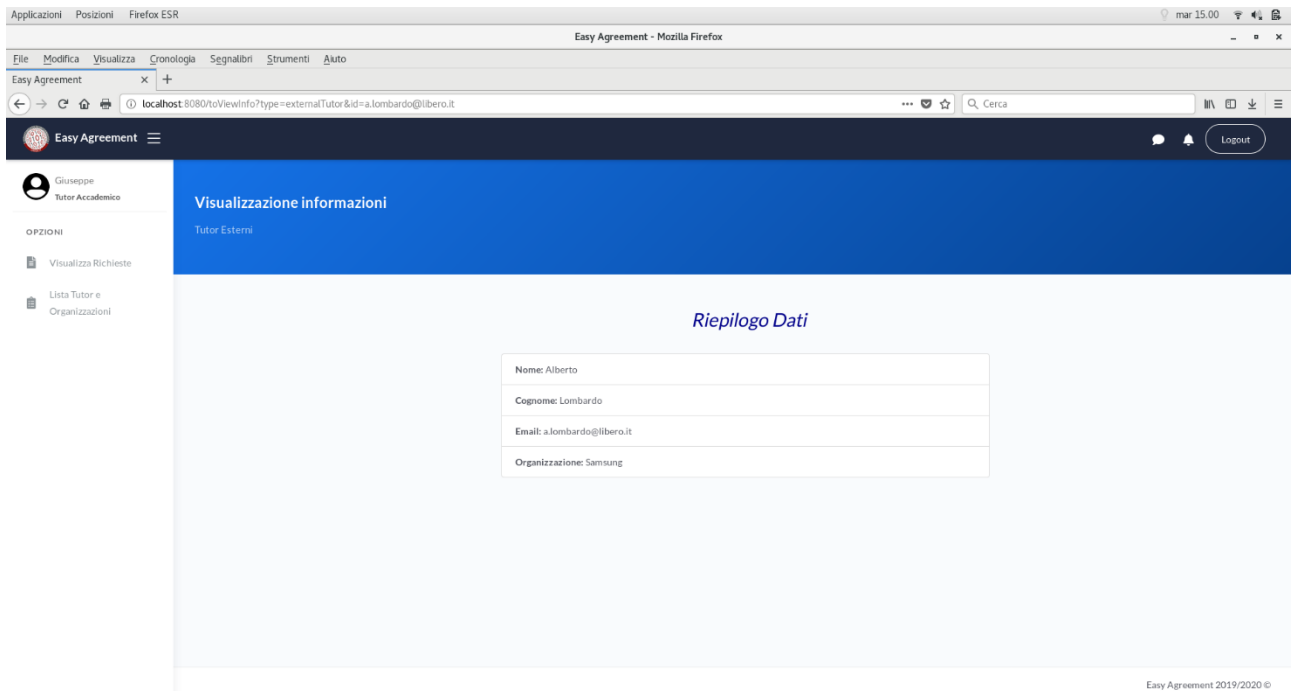 Applicazioni Posizioni Firefox ESR mar 15.00
Easy Agreement - Mozilla Firefox
File Modifica Visualizza Cronologia Segnalibri Strumenti Aiuto
Easy Agreement
localhost:8080/toViewInfo?type=externalTutor&id=a.lombardo@libero.it Cerca
Easy Agreement Logout
Giuseppe
Tutor Accademico
OPZIONI
Visualizza Richieste
Lista Tutor e
Organizzazioni
Visualizzazione informazioni
Tutor Esterni
Riepilogo Dati
Nome: Alberto
Cognome: Lombardo
Email: a.lombardo@libero.it
Organizzazione: Samsung
Easy Agreement 2019/2020 ©